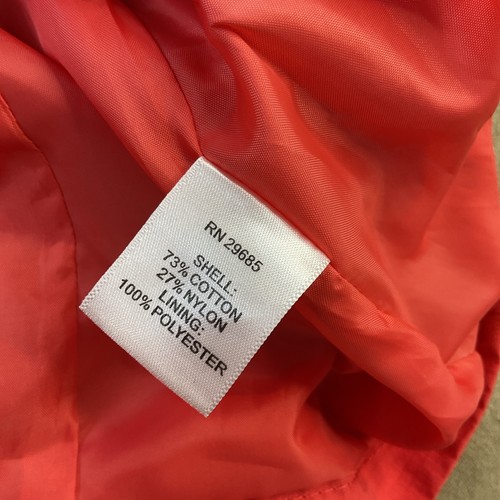 RN 29685
SHELL:
73% COTTON
27% NYLON
LINING:
100% POLYESTER